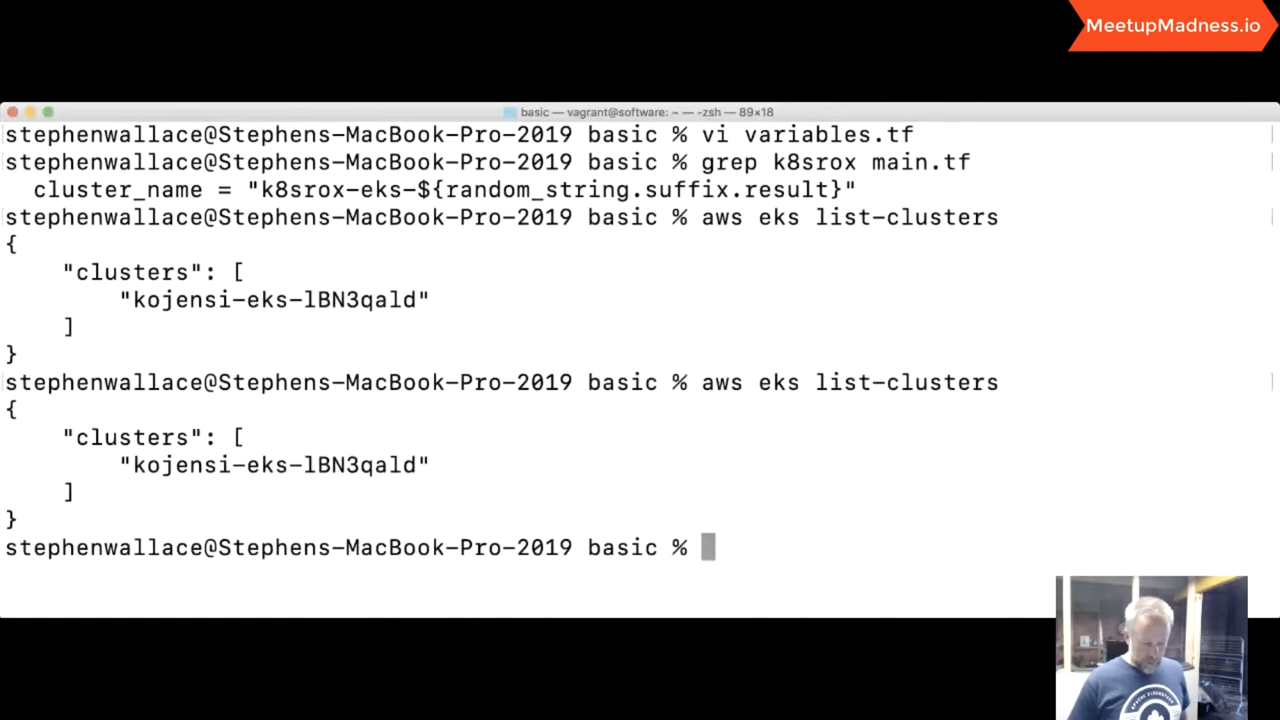 MeetupMadness.io
basic — vagrant@software: ~ — -zsh — 89×18
stephenwallace@Stephens-MacBook-Pro-2019 basic % vi variables.tf
stephenwallace@Stephens-MacBook-Pro-2019 basic % grep k8srox main.tf
  cluster_name = "k8srox-eks-${random_string.suffix.result}"
stephenwallace@Stephens-MacBook-Pro-2019 basic % aws eks list-clusters
{
    "clusters": [
        "kojensi-eks-lBN3qald"
    ]
}
stephenwallace@Stephens-MacBook-Pro-2019 basic % aws eks list-clusters
{
    "clusters": [
        "kojensi-eks-lBN3qald"
    ]
}
stephenwallace@Stephens-MacBook-Pro-2019 basic %